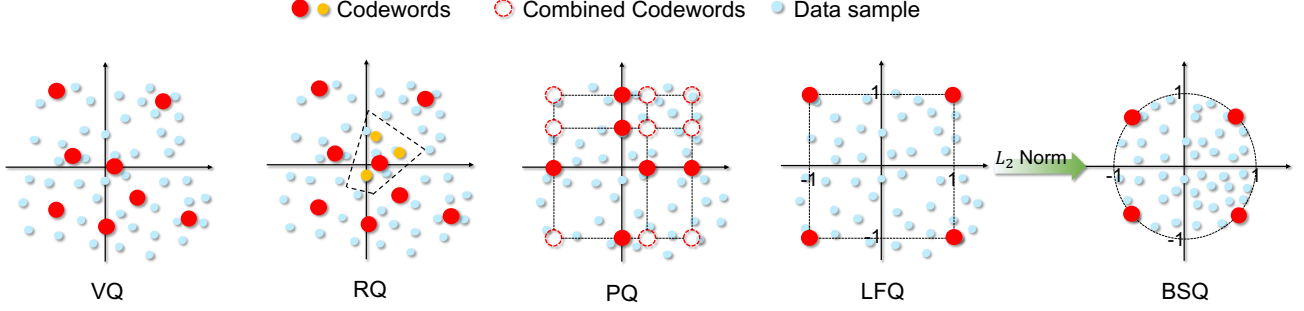 Codewords
Combined Codewords
Data sample
1
-1
1
-1
L₂ Norm
1
-1
1
-1
VQ
RQ
PQ
LFQ
BSQ